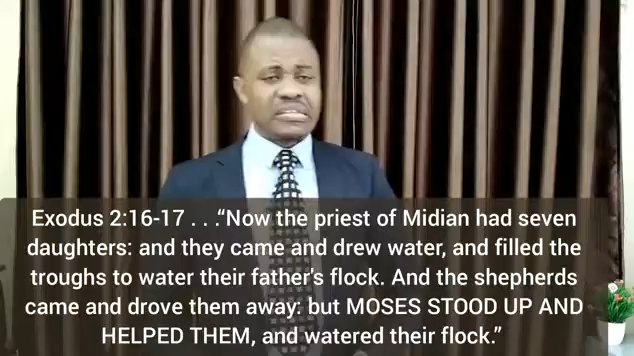 Exodus 2:16-17 . . .“Now the priest of Midian had seven
daughters: and they came and drew water, and filled the
troughs to water their father’s flock. And the shepherds
came and drove them away: but MOSES STOOD UP AND
HELPED THEM, and watered their flock.”